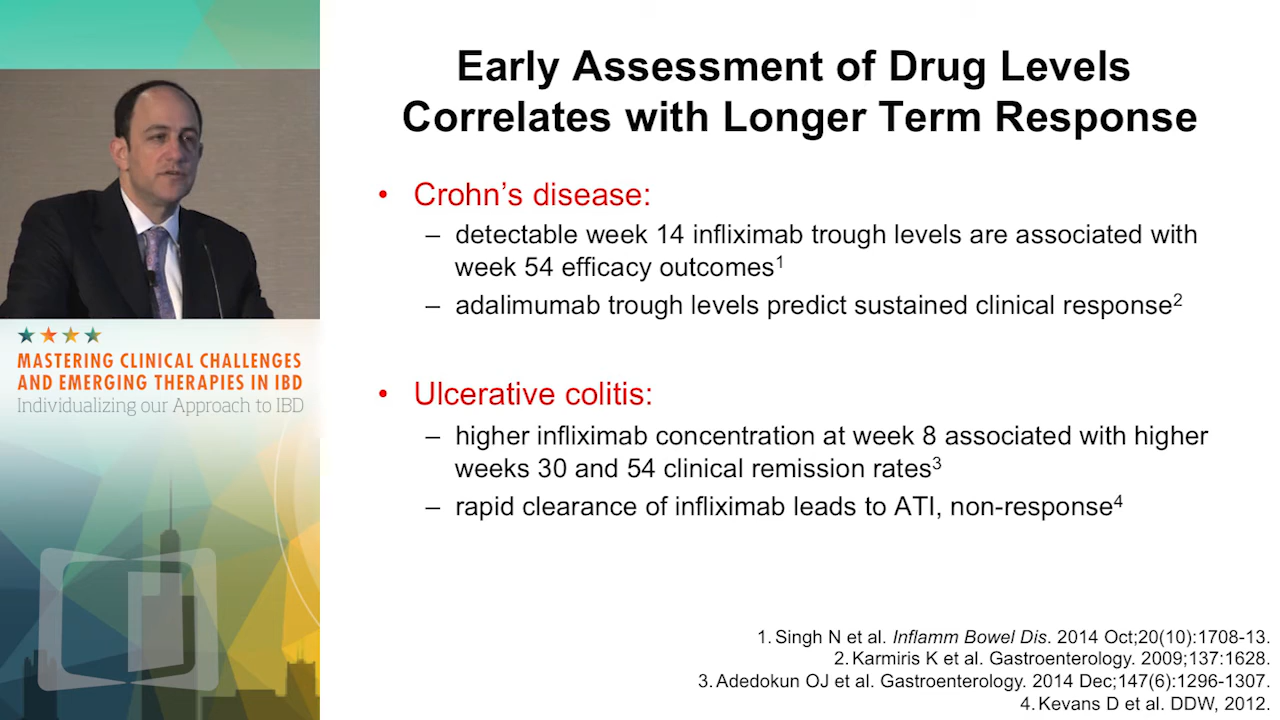 Early Assessment of Drug Levels
Correlates with Longer Term Response
• Crohn’s disease:
– detectable week 14 infliximab trough levels are associated with
week 54 efficacy outcomes1
– adalimumab trough levels predict sustained clinical response2
• Ulcerative colitis:
– higher infliximab concentration at week 8 associated with higher
weeks 30 and 54 clinical remission rates3
– rapid clearance of infliximab leads to ATI, non-response4
1. Singh N et al. Inflamm Bowel Dis. 2014 Oct;20(10):1708-13.
2. Karmiris K et al. Gastroenterology. 2009;137:1628.
3. Adedokun OJ et al. Gastroenterology. 2014 Dec;147(6):1296-1307.
4. Kevans D et al. DDW, 2012.
MASTERING CLINICAL CHALLENGES
AND EMERGING THERAPIES IN IBD
Individualizing our Approach to IBD